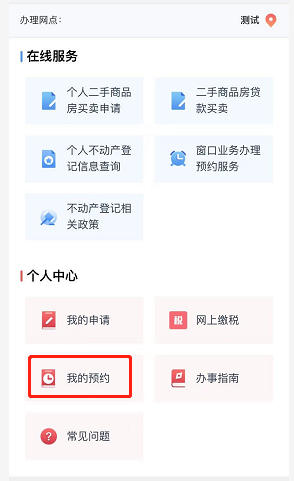 办理网点： 测试
在线服务
个人二手商品 二手商品房贷
房买卖申请 款买卖
个人不动产登 窗口业务办理
记信息查询 预约服务
不动产登记相
关政策
个人中心
我的申请 网上缴税
税
我的预约 办事指南
常见问题